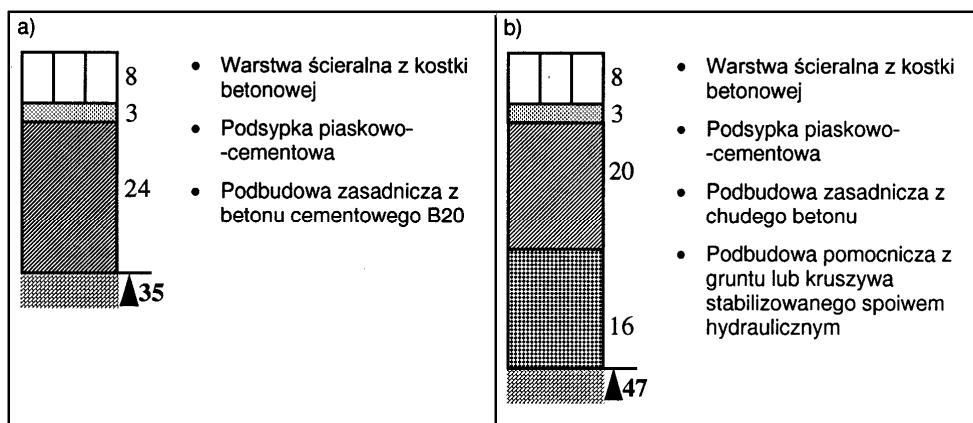 a)
8
3
24
35
• Warstwa ścieralna z kostki
betonowej
• Podsypka piaskowo-
-cementowa
• Podbudowa zasadnicza z
betonu cementowego B20
b)
8
3
20
16
47
• Warstwa ścieralna z kostki
betonowej
• Podsypka piaskowo-
-cementowa
• Podbudowa zasadnicza z
chudego betonu
• Podbudowa pomocnicza z
gruntu lub kruszywa
stabilizowanego spoiwem
hydraulicznym